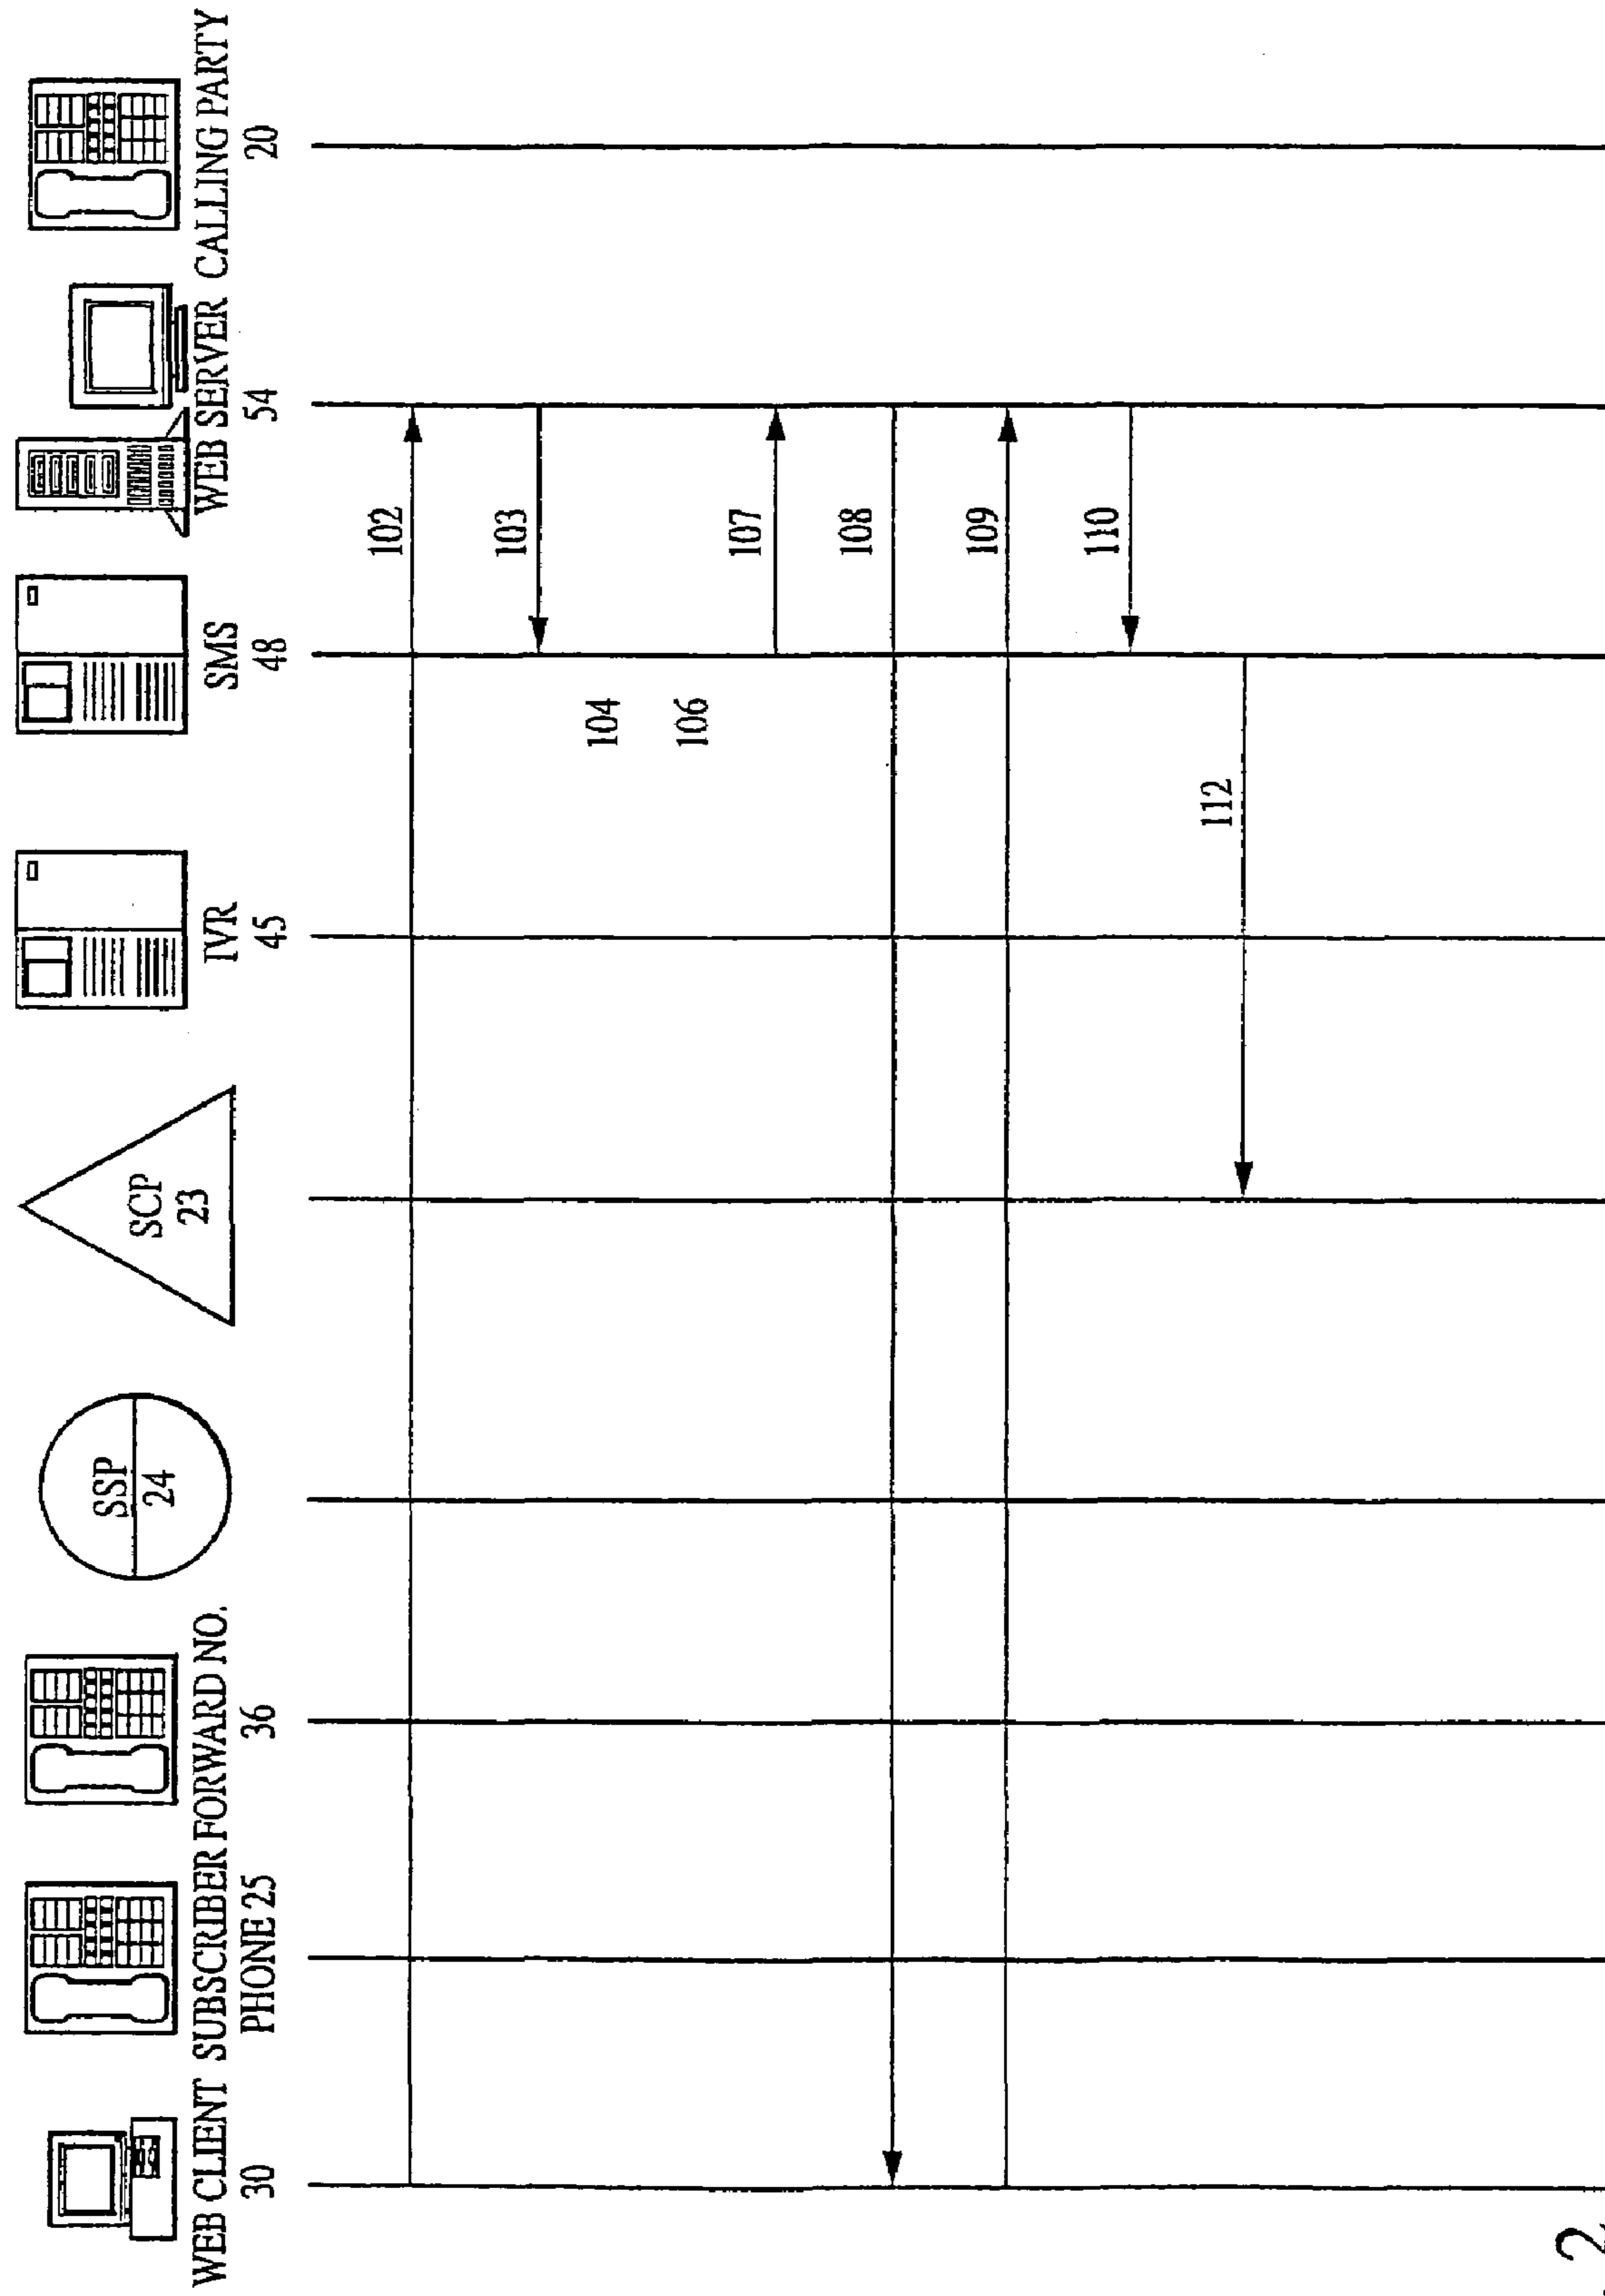 WEB CLIENT
30
SUBSCRIBER
PHONE 25
FORWARD NO.
36
SSP
24
SCP
23
IVR
45
SMS
48
WEB SERVER
54
CALLING PARTY
20
102
103
104
106
107
108
109
110
112
2